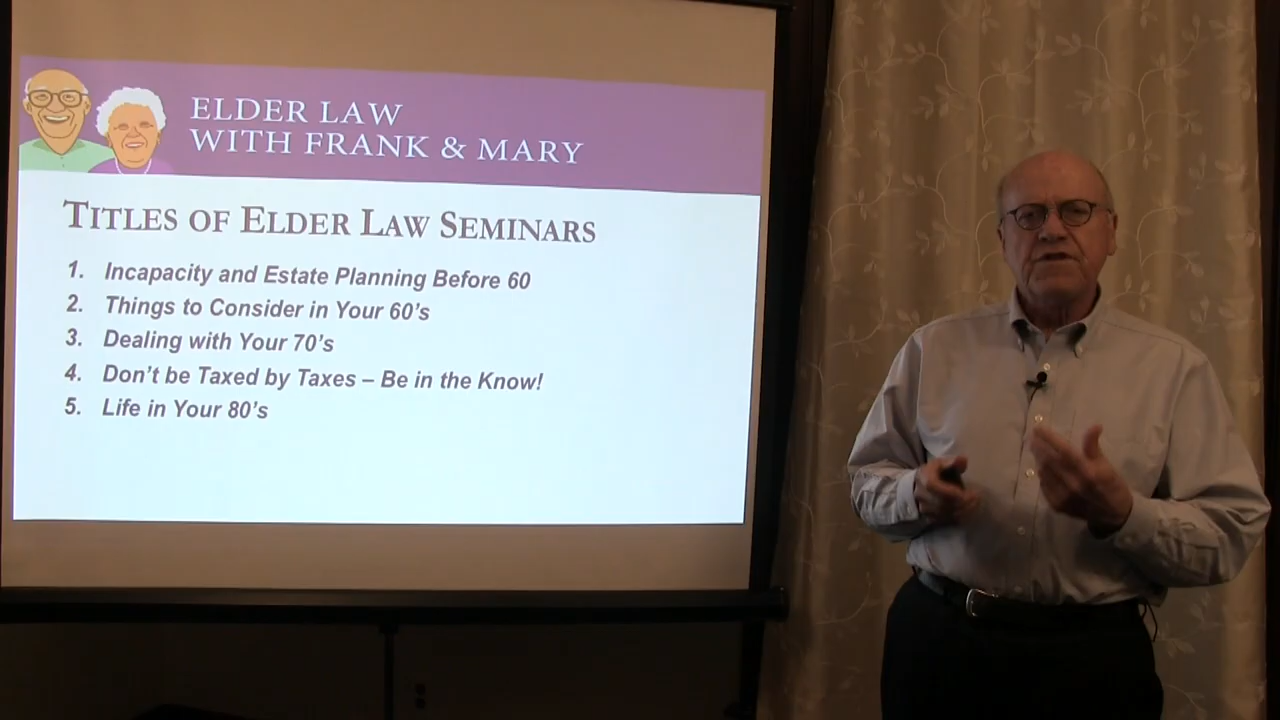 ELDER LAW
WITH FRANK & MARY
TITLES OF ELDER LAW SEMINARS
1. Incapacity and Estate Planning Before 60
2. Things to Consider in Your 60's
3. Dealing with Your 70's
4. Don't be Taxed by Taxes – Be in the Know!
5. Life in Your 80's